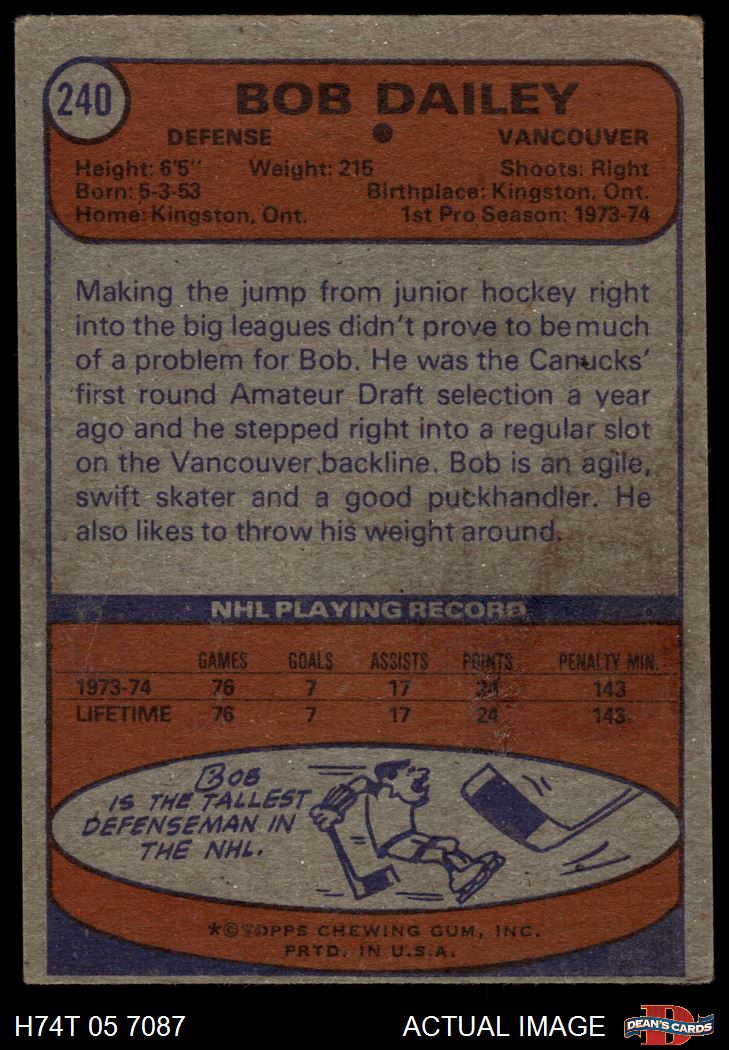 240
BOB DAILEY
DEFENSE ● VANCOUVER
Height: 6'5" Weight: 215 Shoots: Right
Born: 5-3-53 Birthplace: Kingston, Ont.
Home: Kingston, Ont. 1st Pro Season: 1973-74
Making the jump from junior hockey right
into the big leagues didn't prove to be much
of a problem for Bob. He was the Canucks'
first round Amateur Draft selection a year
ago and he stepped right into a regular slot
on the Vancouver backline. Bob is an agile,
swift skater and a good puckhandler. He
also likes to throw his weight around.
NHL PLAYING RECORD
GAMES GOALS ASSISTS POINTS PENALTY MIN.
1973-74 76 7 17 24 143
LIFETIME 76 7 17 24 143
BOB
IS THE TALLEST
DEFENSEMAN IN
THE NHL.
*© TOPPS CHEWING GUM, INC.
PRTD. IN U.S.A.
H74T 05 7087 ACTUAL IMAGE D DEAN'S CARDS